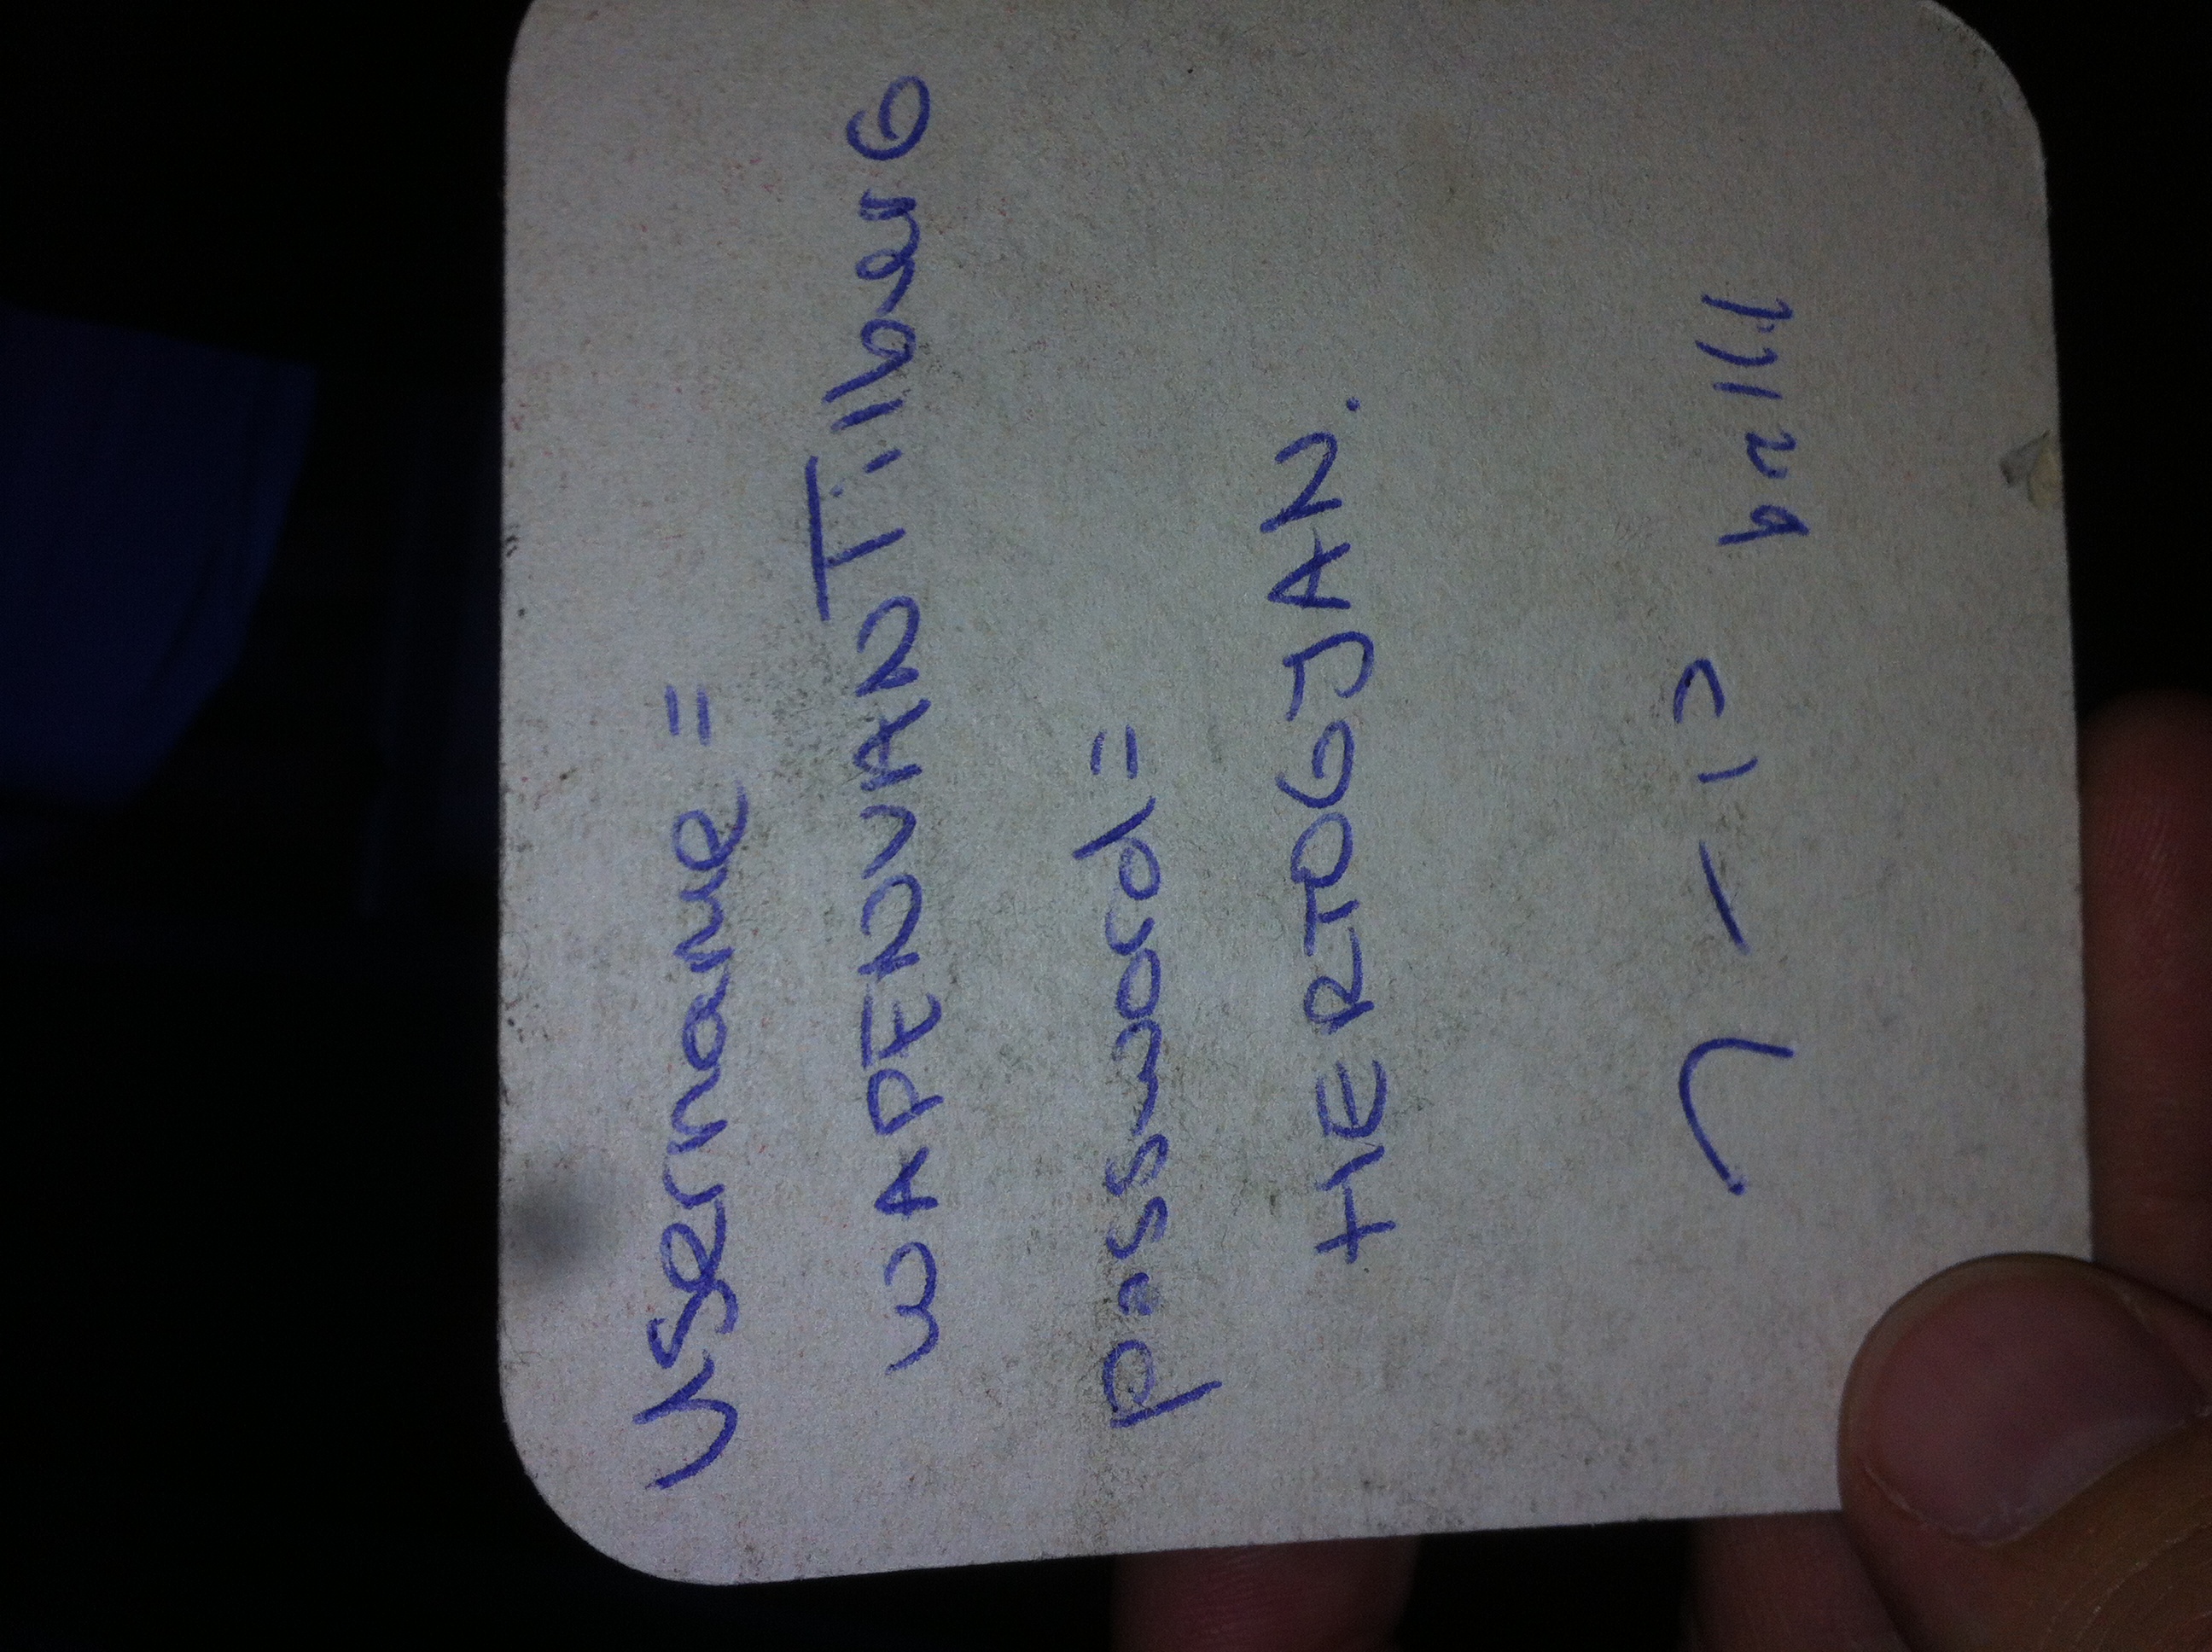 username =
WAPENVANTilburG
password =
HERTOGJAN.